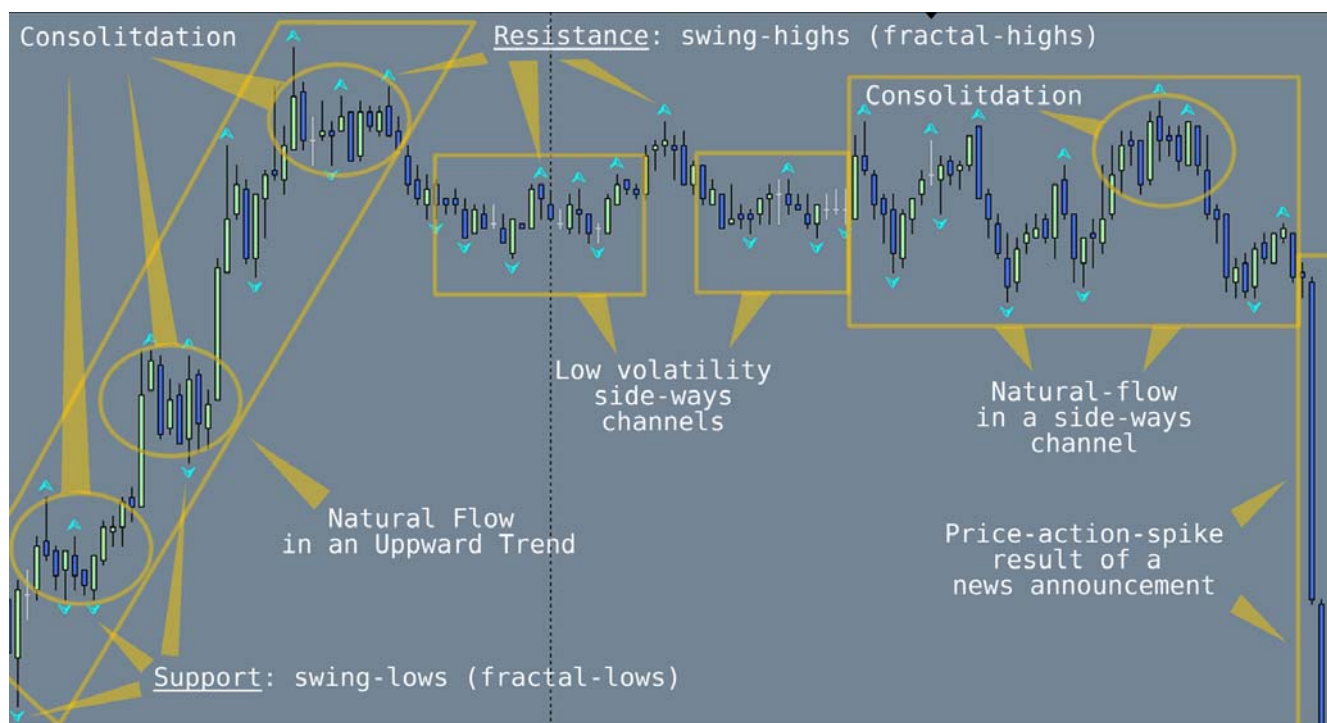 Consolitdation
Resistance: swing-highs (fractal-highs)
Consolitdation
Low volatility
side-ways
channels
Natural-flow
in a side-ways
channel
Natural Flow
in an Uppward Trend
Price-action-spike
result of a
news announcement
Support: swing-lows (fractal-lows)